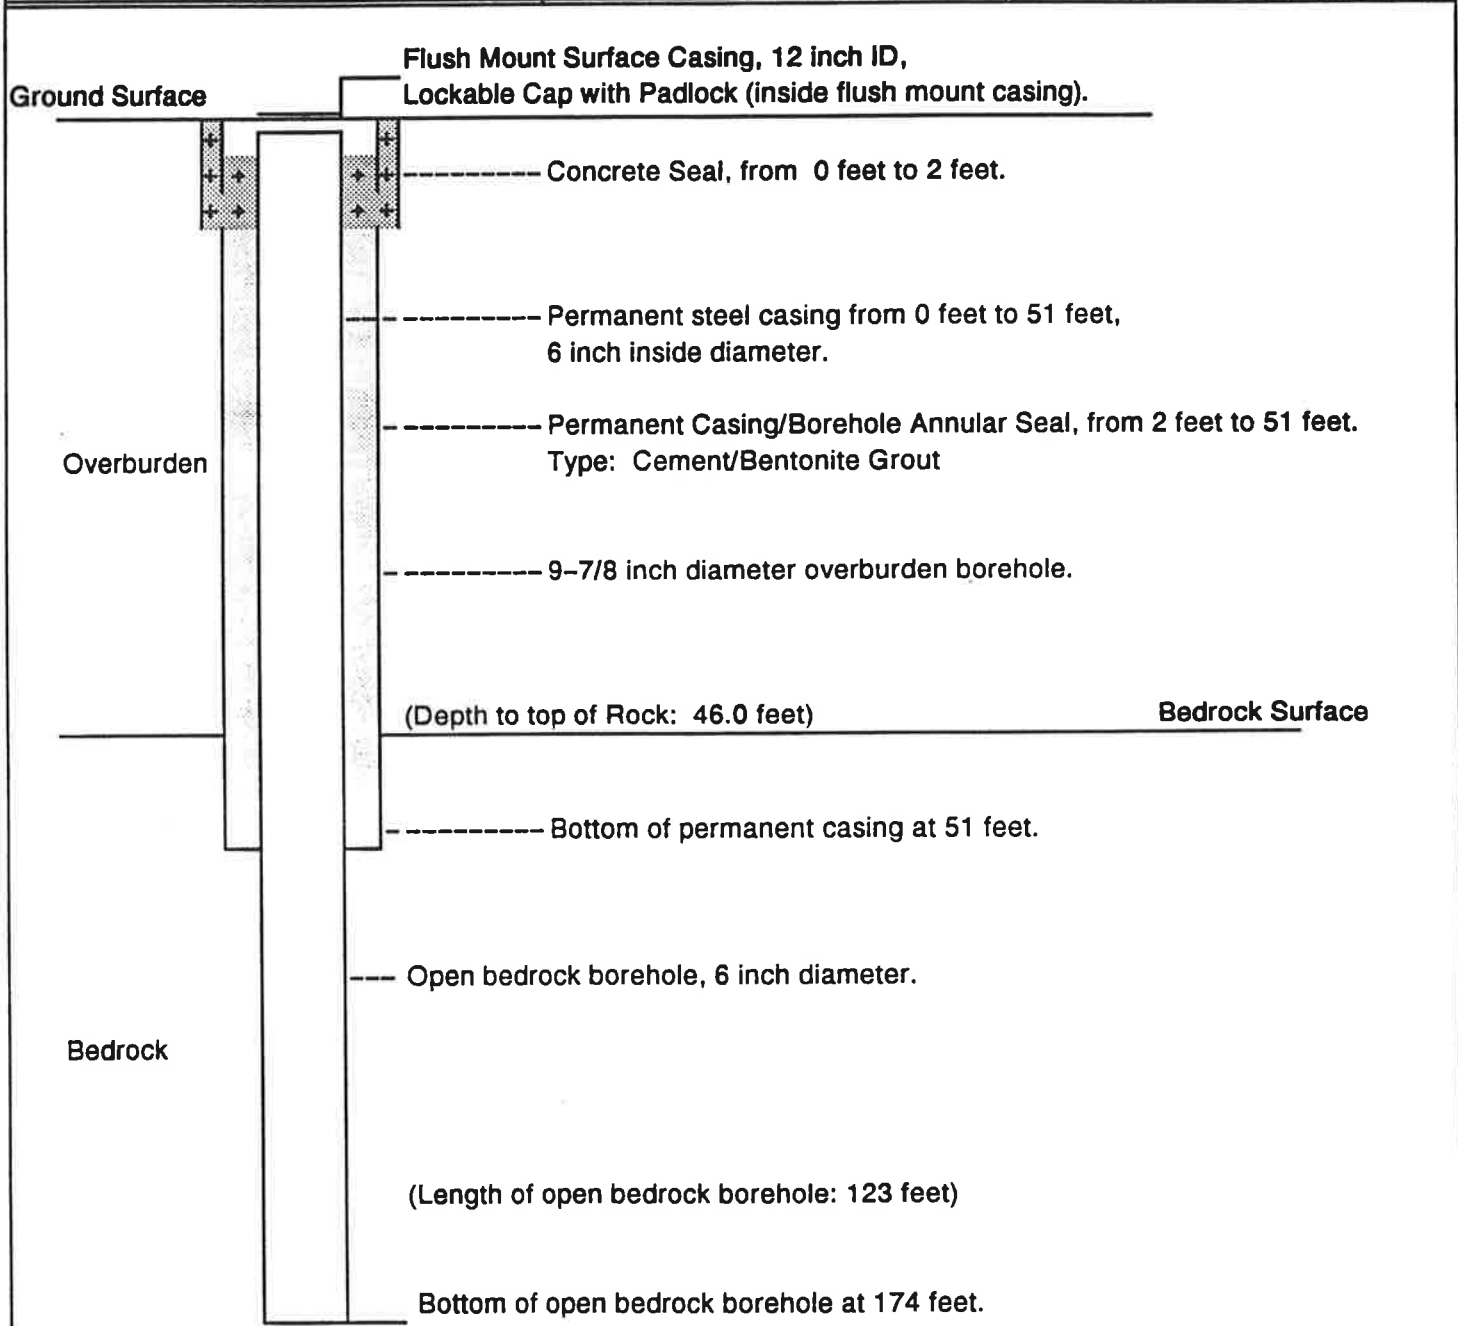 Flush Mount Surface Casing, 12 inch ID,
Ground Surface
Lockable Cap with Padlock (inside flush mount casing).
Concrete Seal, from 0 feet to 2 feet.
Permanent steel casing from 0 feet to 51 feet,
6 inch inside diameter.
Permanent Casing/Borehole Annular Seal, from 2 feet to 51 feet.
Overburden
Type: Cement/Bentonite Grout
9–7/8 inch diameter overburden borehole.
(Depth to top of Rock: 46.0 feet)
Bedrock Surface
Bottom of permanent casing at 51 feet.
Open bedrock borehole, 6 inch diameter.
Bedrock
(Length of open bedrock borehole: 123 feet)
Bottom of open bedrock borehole at 174 feet.